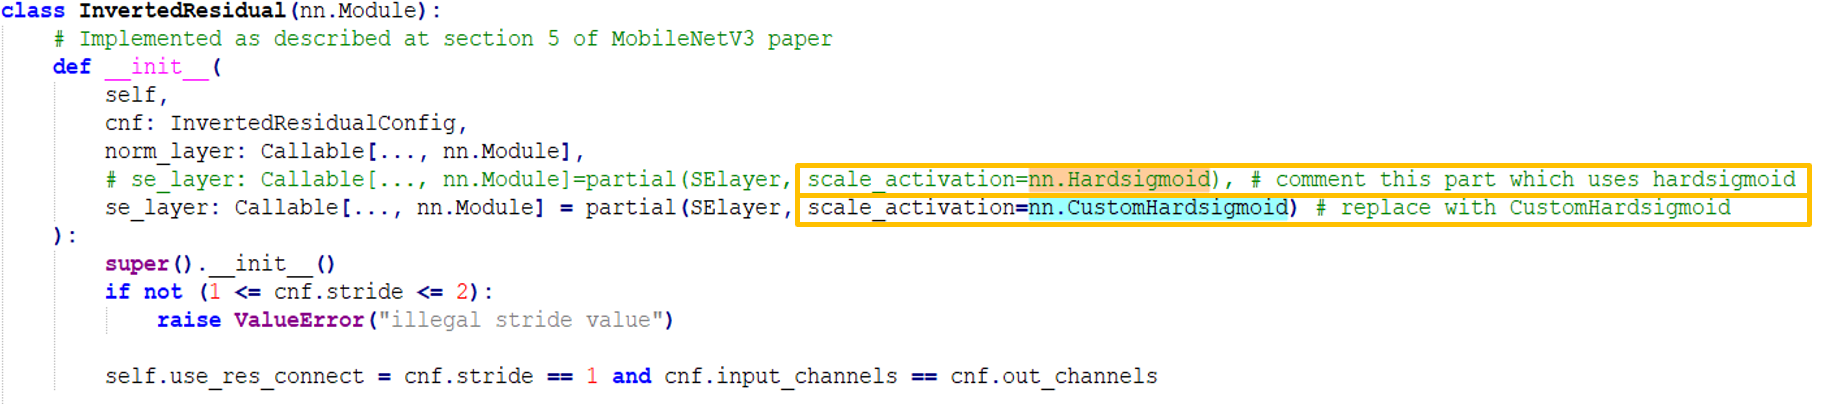 class InvertedResidual(nn.Module):
    # Implemented as described at section 5 of MobileNetV3 paper
    def __init__(
        self,
        cnf: InvertedResidualConfig,
        norm_layer: Callable[..., nn.Module],
        # se_layer: Callable[..., nn.Module]=partial(SElayer, scale_activation=nn.Hardsigmoid), # comment this part which uses hardsigmoid
        se_layer: Callable[..., nn.Module] = partial(SElayer, scale_activation=nn.CustomHardsigmoid) # replace with CustomHardsigmoid
    ):
        super().__init__()
        if not (1 <= cnf.stride <= 2):
            raise ValueError("illegal stride value")
        self.use_res_connect = cnf.stride == 1 and cnf.input_channels == cnf.out_channels